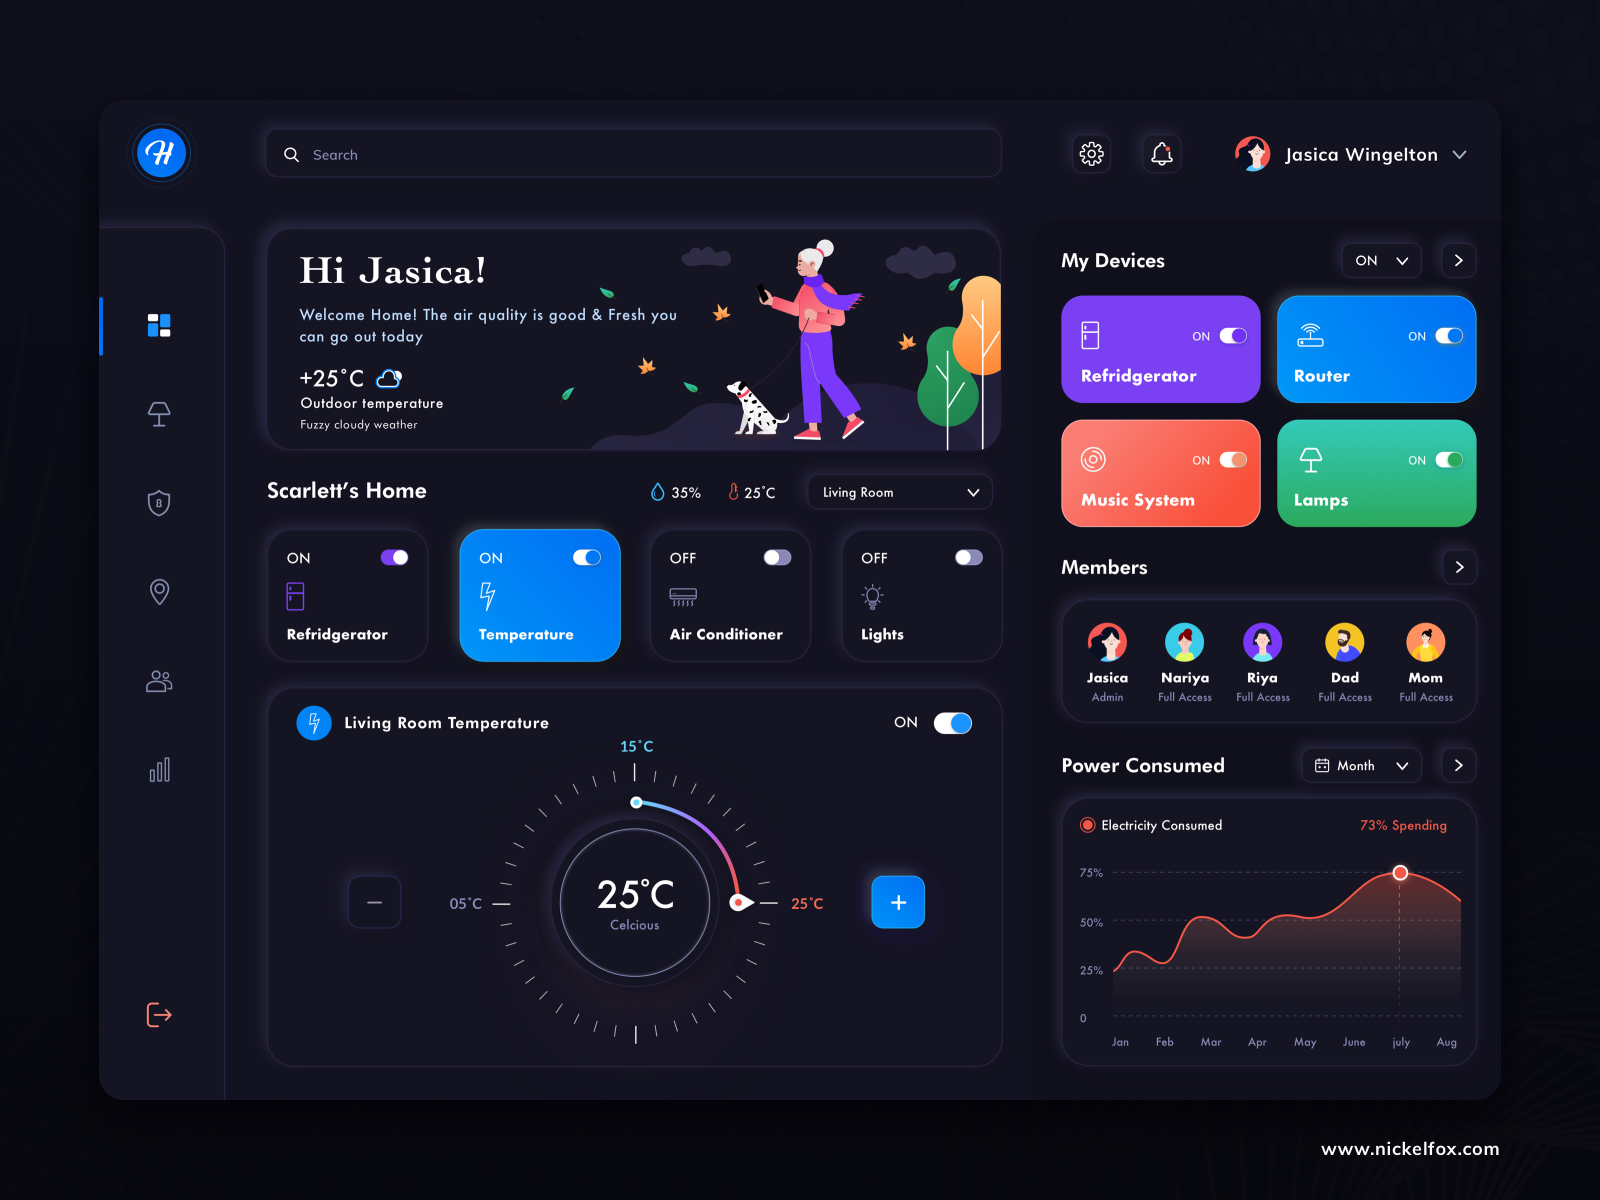 H
Search
Jasica Wingelton
Hi Jasica!
Welcome Home! The air quality is good & Fresh you
can go out today
+25°C
Outdoor temperature
Fuzzy cloudy weather
Scarlett's Home
35%
25°C
Living Room
ON
Refridgerator
ON
Temperature
OFF
Air Conditioner
OFF
Lights
Living Room Temperature
ON
15°C
05°C
25°C
Celcious
25°C
My Devices
ON
ON
Refridgerator
ON
Router
ON
Music System
ON
Lamps
Members
Jasica
Admin
Nariya
Full Access
Riya
Full Access
Dad
Full Access
Mom
Full Access
Power Consumed
Month
Electricity Consumed
73% Spending
75%
50%
25%
0
Jan Feb Mar Apr May June july Aug
www.nickelfox.com